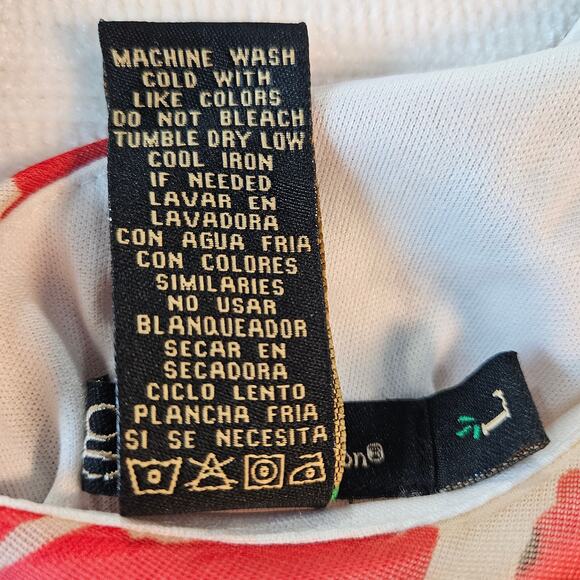 MACHINE WASH
COLD WITH
LIKE COLORS
DO NOT BLEACH
TUMBLE DRY LOW
COOL IRON
IF NEEDED
LAVAR EN
LAVADORA
CON AGUA FRIA
CON COLORES
SIMILARIES
NO USAR
BLANQUEADOR
SECAR EN
SECADORA
CICLO LENTO
PLANCHA FRIA
SI SE NECESITA
on®
L